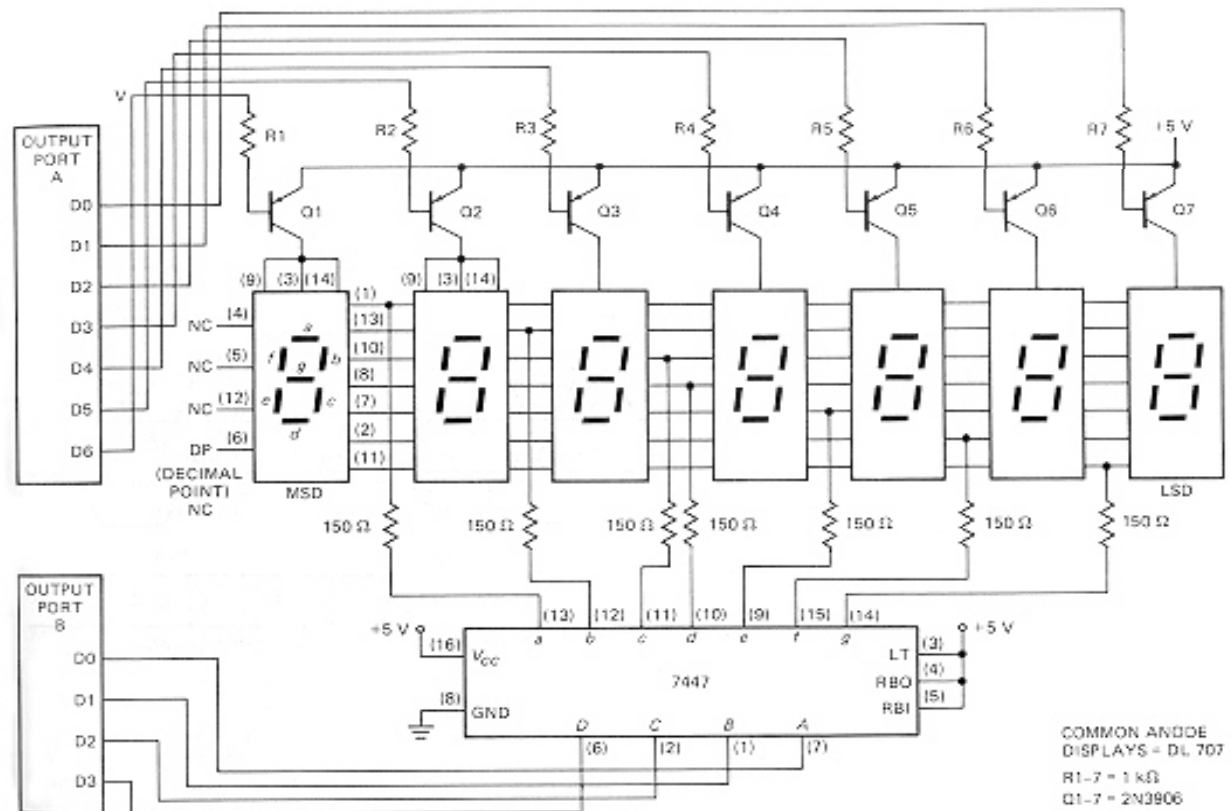 V
OUTPUT
PORT
A
D0
D1
D2
D3
D4
D5
D6
R1
R2
R3
R4
R5
R6
R7
+5 V
Q1
Q2
Q3
Q4
Q5
Q6
Q7
(9) (3) (14)
(9) (3) (14)
NC (4)
NC (5)
NC (12)
DP (6)
(DECIMAL
POINT)
NC
a
f g b
e c
d
(1)
(13)
(10)
(8)
(7)
(2)
(11)
MSD
LSD
150 Ω 150 Ω 150 Ω 150 Ω 150 Ω 150 Ω 150 Ω
OUTPUT
PORT
B
D0
D1
D2
D3
+5 V
(16)
(8)
(13) (12) (11) (10) (9) (15) (14)
a b c d e f g
VCC
7447
GND
LT (3)
RBO (4)
RBI (5)
+5 V
D C B A
(6) (2) (1) (7)
COMMON ANODE
DISPLAYS = DL 707
R1-7 = 1 kΩ
Q1-7 = 2N3906